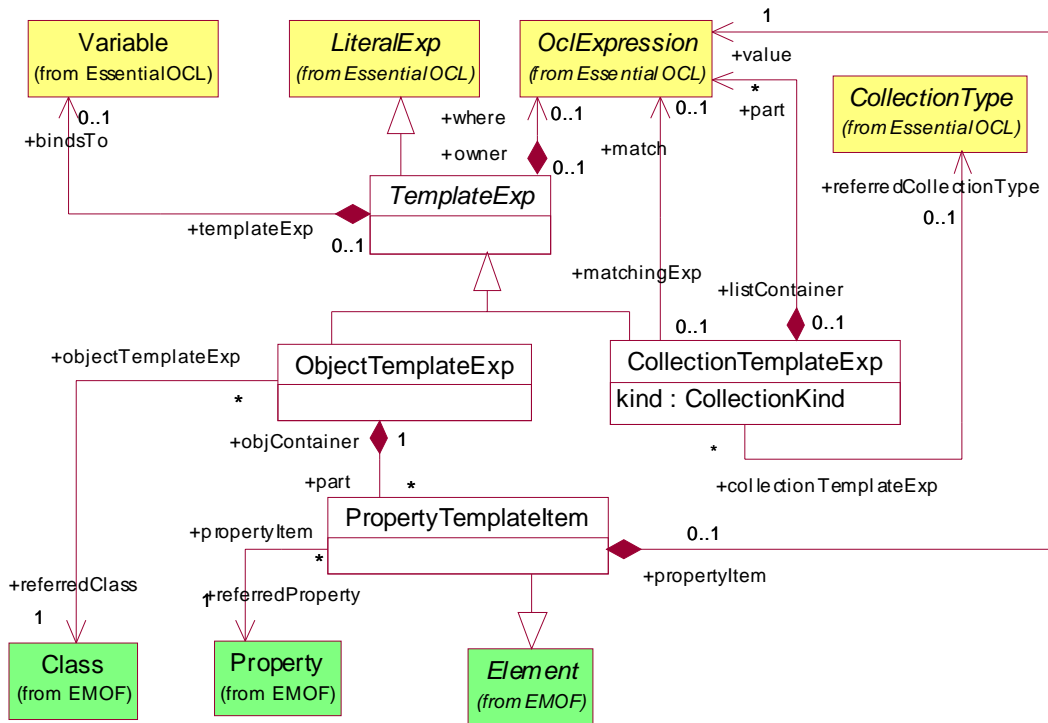 Variable
(from EssentialOCL)
LiteralExp
(from EssentialOCL)
OclExpression
(from EssentialOCL)
1
+value
*
+part
CollectionType
(from EssentialOCL)
0..1
+bindsTo
+where
0..1
+owner
0..1
0..1
+match
+referredCollectionType
0..1
TemplateExp
+templateExp
0..1
+matchingExp
0..1
+listContainer
0..1
+objectTemplateExp
*
ObjectTemplateExp
CollectionTemplateExp
kind : CollectionKind
+objContainer
1
*
+collectionTemplateExp
+part
*
PropertyTemplateItem
+propertyItem
*
0..1
+propertyItem
+referredClass
1
+referredProperty
1
Class
(from EMOF)
Property
(from EMOF)
Element
(from EMOF)